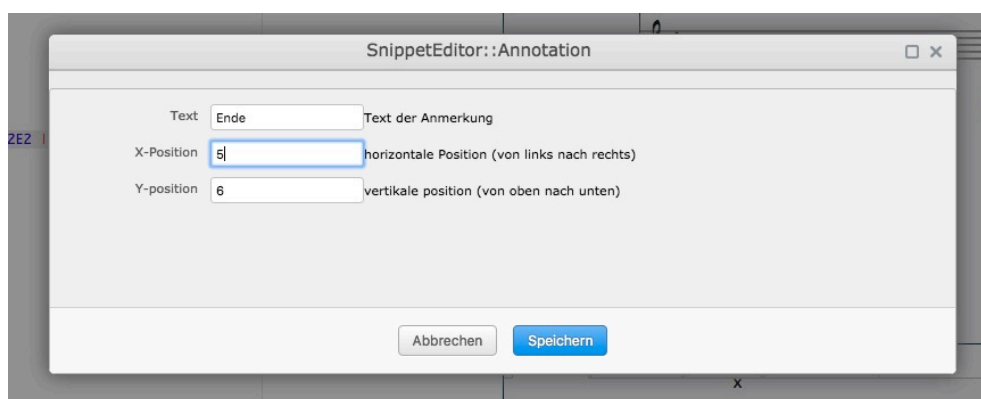 SnippetEditor::Annotation
Text Ende Text der Anmerkung
2E2 |
X-Position 5 horizontale Position (von links nach rechts)
Y-position 6 vertikale position (von oben nach unten)
Abbrechen Speichern
x